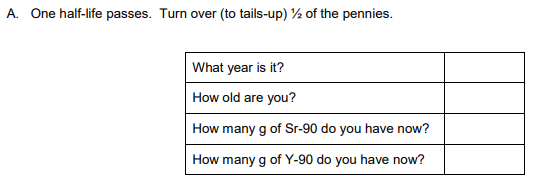 A. One half-life passes. Turn over (to tails-up) ½ of the pennies.
What year is it?
How old are you?
How many g of Sr-90 do you have now?
How many g of Y-90 do you have now?